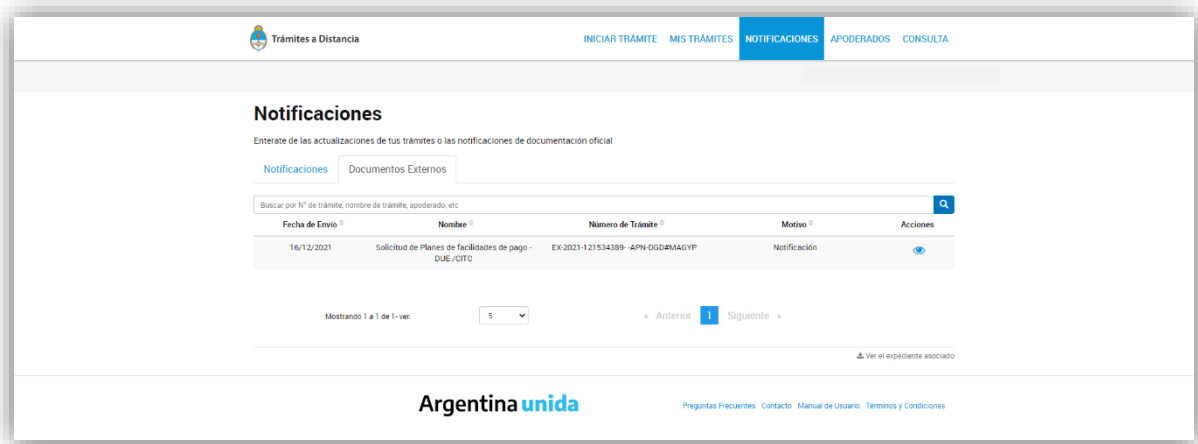 Trámites a Distancia
INICIAR TRÁMITE MIS TRÁMITES NOTIFICACIONES APODERADOS CONSULTA
Notificaciones
Enterate de las actualizaciones de tus trámites o las notificaciones de documentación oficial
Notificaciones Documentos Externos
Buscar por N° de trámite, nombre de trámite, apoderado, etc
Fecha de Envío Nombre Número de Trámite Motivo Acciones
16/12/2021 Solicitud de Planes de facilidades de pago - EX-2021-121534389- -APN-DGD#MAGYP Notificación
DUE /CITC
Mostrando 1 a 1 de 1- ver: 5 « Anterior 1 Siguiente »
Ver el expediente asociado
Argentina unida
Preguntas Frecuentes Contacto Manual de Usuario Términos y Condiciones